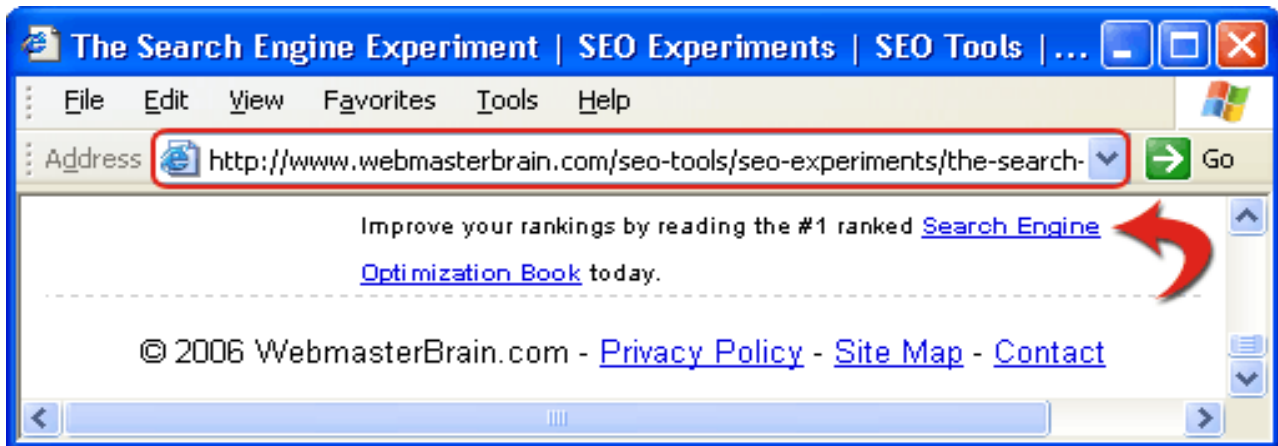 The Search Engine Experiment | SEO Experiments | SEO Tools | ...
File Edit View Favorites Tools Help
Address http://www.webmasterbrain.com/seo-tools/seo-experiments/the-search- Go
Improve your rankings by reading the #1 ranked Search Engine
Optimization Book today.
© 2006 WebmasterBrain.com - Privacy Policy - Site Map - Contact